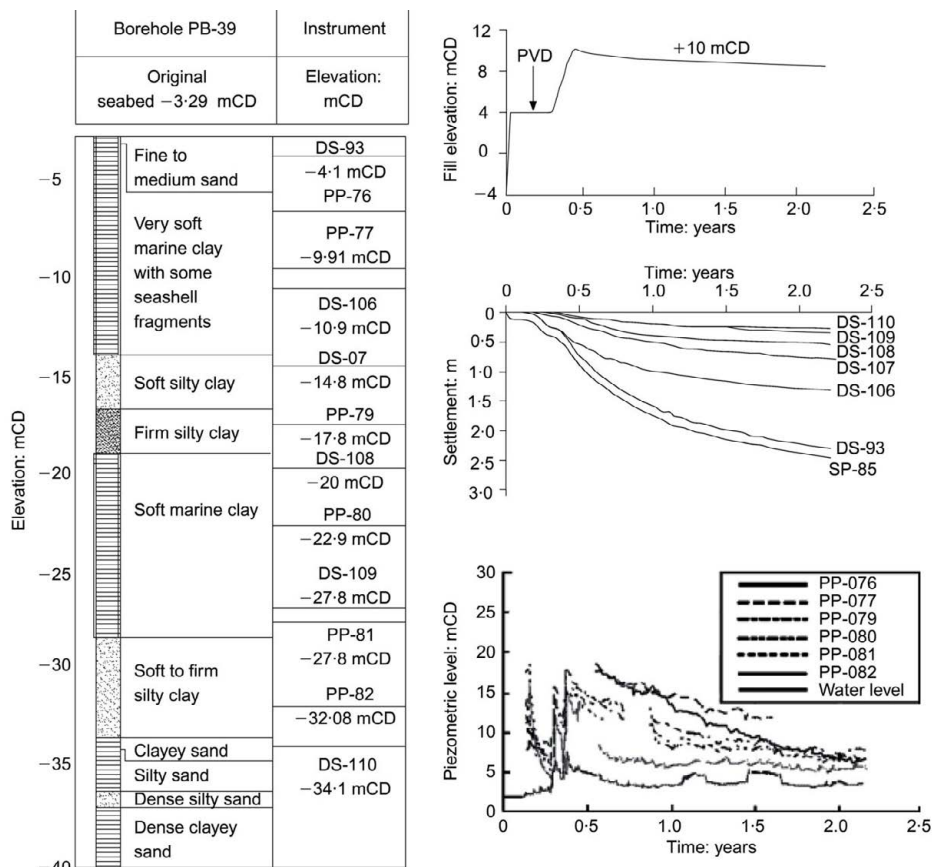 Borehole PB-39
Instrument
Original
seabed −3·29 mCD
Elevation:
mCD
Elevation: mCD
−5
−10
−15
−20
−25
−30
−35
−40
Fine to
medium sand
Very soft
marine clay
with some
seashell
fragments
Soft silty clay
Firm silty clay
Soft marine clay
Soft to firm
silty clay
Clayey sand
Silty sand
Dense silty sand
Dense clayey
sand
DS-93
−4·1 mCD
PP-76
PP-77
−9·91 mCD
DS-106
−10·9 mCD
DS-07
−14·8 mCD
PP-79
−17·8 mCD
DS-108
−20 mCD
PP-80
−22·9 mCD
DS-109
−27·8 mCD
PP-81
−27·8 mCD
PP-82
−32·08 mCD
DS-110
−34·1 mCD
Fill elevation: mCD
12
8
4
0
−4
PVD
+10 mCD
0 0·5 1·0 1·5 2·0 2·5
Time: years
Time: years
0 0·5 1·0 1·5 2·0 2·5
Settlement: m
0
0·5
1·0
1·5
2·0
2·5
3·0
DS-110
DS-109
DS-108
DS-107
DS-106
DS-93
SP-85
Piezometric level: mCD
30
25
20
15
10
5
0
PP-076
PP-077
PP-079
PP-080
PP-081
PP-082
Water level
0 0·5 1·0 1·5 2·0 2·5
Time: years